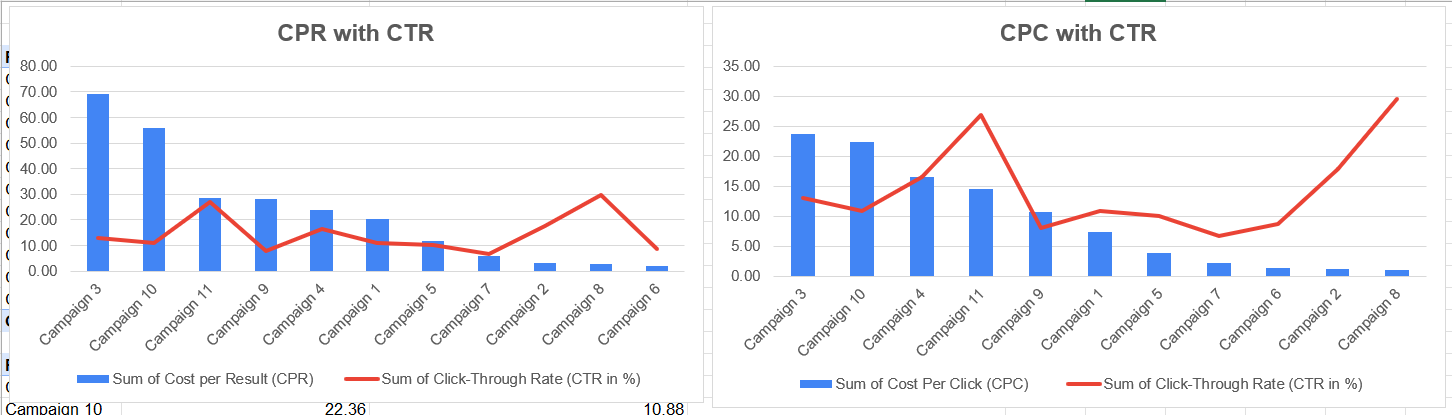 CPR with CTR
80.00
70.00
60.00
50.00
40.00
30.00
20.00
10.00
0.00
Campaign 3
Campaign 10
Campaign 11
Campaign 9
Campaign 4
Campaign 1
Campaign 5
Campaign 7
Campaign 2
Campaign 8
Campaign 6
Sum of Cost per Result (CPR) Sum of Click-Through Rate (CTR in %)
CPC with CTR
35.00
30.00
25.00
20.00
15.00
10.00
5.00
0.00
Campaign 3
Campaign 10
Campaign 4
Campaign 11
Campaign 9
Campaign 1
Campaign 5
Campaign 7
Campaign 6
Campaign 2
Campaign 8
Sum of Cost Per Click (CPC) Sum of Click-Through Rate (CTR in %)
Campaign 10 22.36 10.88